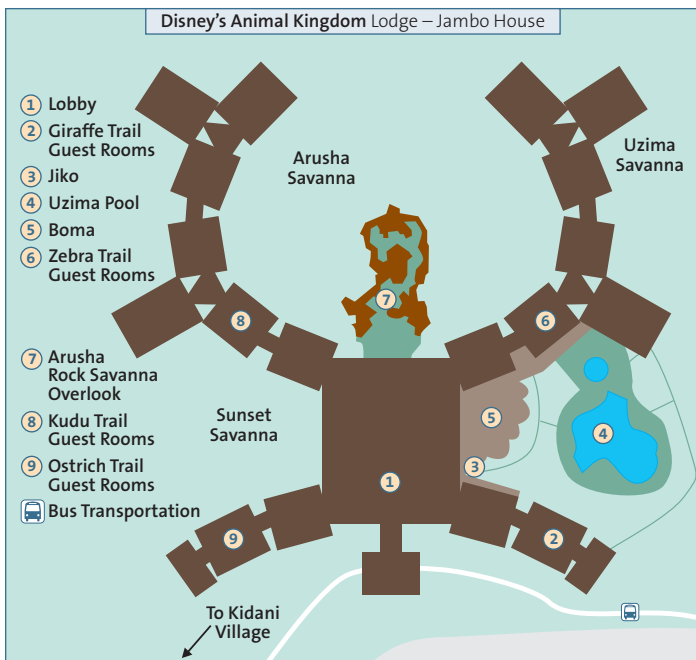 Disney's Animal Kingdom Lodge – Jambo House
1 Lobby
2 Giraffe Trail
Guest Rooms
3 Jiko
4 Uzima Pool
5 Boma
6 Zebra Trail
Guest Rooms
7 Arusha
Rock Savanna
Overlook
8 Kudu Trail
Guest Rooms
9 Ostrich Trail
Guest Rooms
Bus Transportation
Arusha
Savanna
Uzima
Savanna
7
8
6
Sunset
Savanna
5
4
3
1
9
2
To Kidani
Village